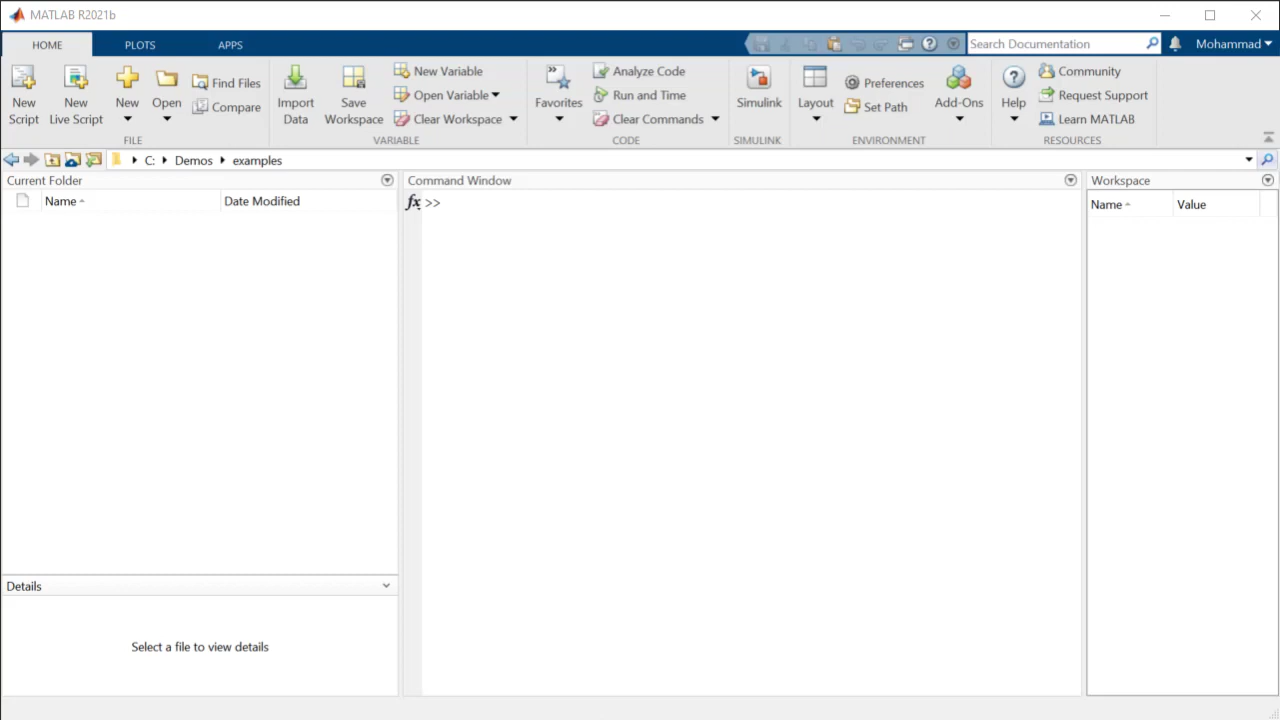 MATLAB R2021b
HOME PLOTS APPS Search Documentation Mohammad
New Script
New Live Script
New
Open
Find Files
Compare
FILE
Import Data
Save Workspace
New Variable
Open Variable
Clear Workspace
VARIABLE
Favorites
Analyze Code
Run and Time
Clear Commands
CODE
Simulink
SIMULINK
Layout
Preferences
Set Path
Add-Ons
ENVIRONMENT
Help
Community
Request Support
Learn MATLAB
RESOURCES
C: Demos examples
Current Folder
Name Date Modified
Details
Select a file to view details
Command Window
fx >>
Workspace
Name Value